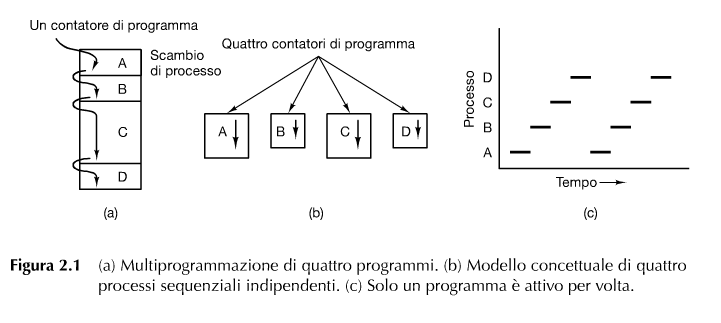 Un contatore di programma
A
B
C
D
Scambio
di processo
(a)
Quattro contatori di programma
A
B
C
D
(b)
Processo
D
C
B
A
Tempo
(c)
Figura 2.1 (a) Multiprogrammazione di quattro programmi. (b) Modello concettuale di quattro
processi sequenziali indipendenti. (c) Solo un programma è attivo per volta.